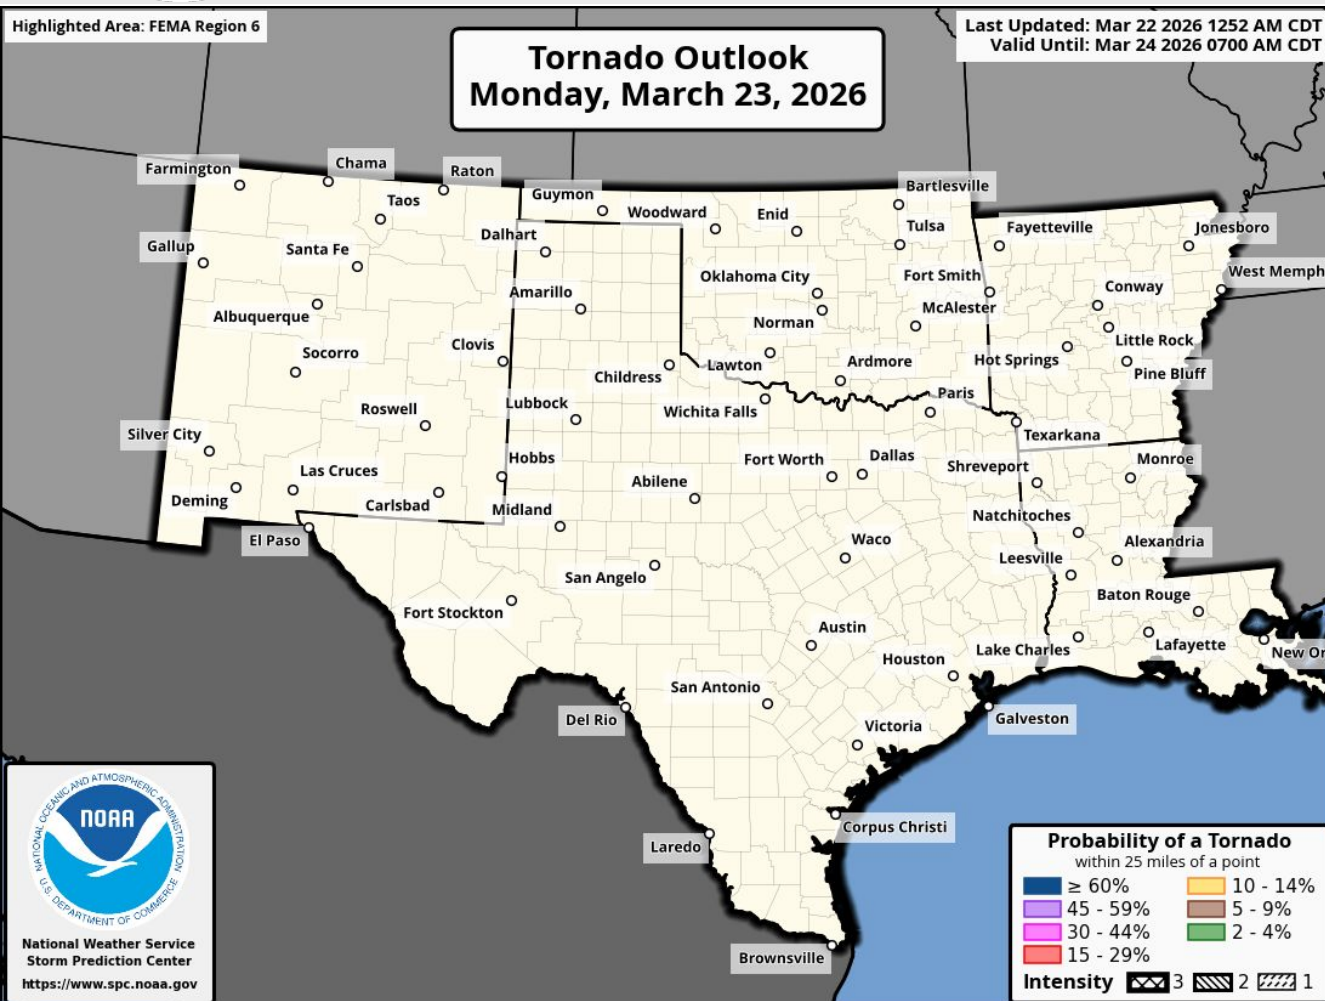 Highlighted Area: FEMA Region 6
Last Updated: Mar 22 2026 1252 AM CDT
Valid Until: Mar 24 2026 0700 AM CDT
Tornado Outlook
Monday, March 23, 2026
Farmington
Chama
Raton
Taos
Guymon
Woodward
Enid
Bartlesville
Tulsa
Fayetteville
Jonesboro
Gallup
Santa Fe
Dalhart
Oklahoma City
Fort Smith
West Memph
Albuquerque
Amarillo
Norman
McAlester
Conway
Socorro
Clovis
Childress
Lawton
Ardmore
Hot Springs
Little Rock
Pine Bluff
Roswell
Lubbock
Wichita Falls
Paris
Texarkana
Silver City
Las Cruces
Hobbs
Abilene
Fort Worth
Dallas
Shreveport
Monroe
Deming
Carlsbad
Midland
Natchitoches
El Paso
San Angelo
Waco
Leesville
Alexandria
Fort Stockton
Baton Rouge
Austin
Houston
Lake Charles
Lafayette
New Or
San Antonio
Del Rio
Victoria
Galveston
Laredo
Corpus Christi
Brownsville
NATIONAL OCEANIC AND ATMOSPHERIC ADMINISTRATION
NOAA
U.S. DEPARTMENT OF COMMERCE
National Weather Service
Storm Prediction Center
https://www.spc.noaa.gov
Probability of a Tornado
within 25 miles of a point
≥ 60% 10 - 14%
45 - 59% 5 - 9%
30 - 44% 2 - 4%
15 - 29%
Intensity 3 2 1